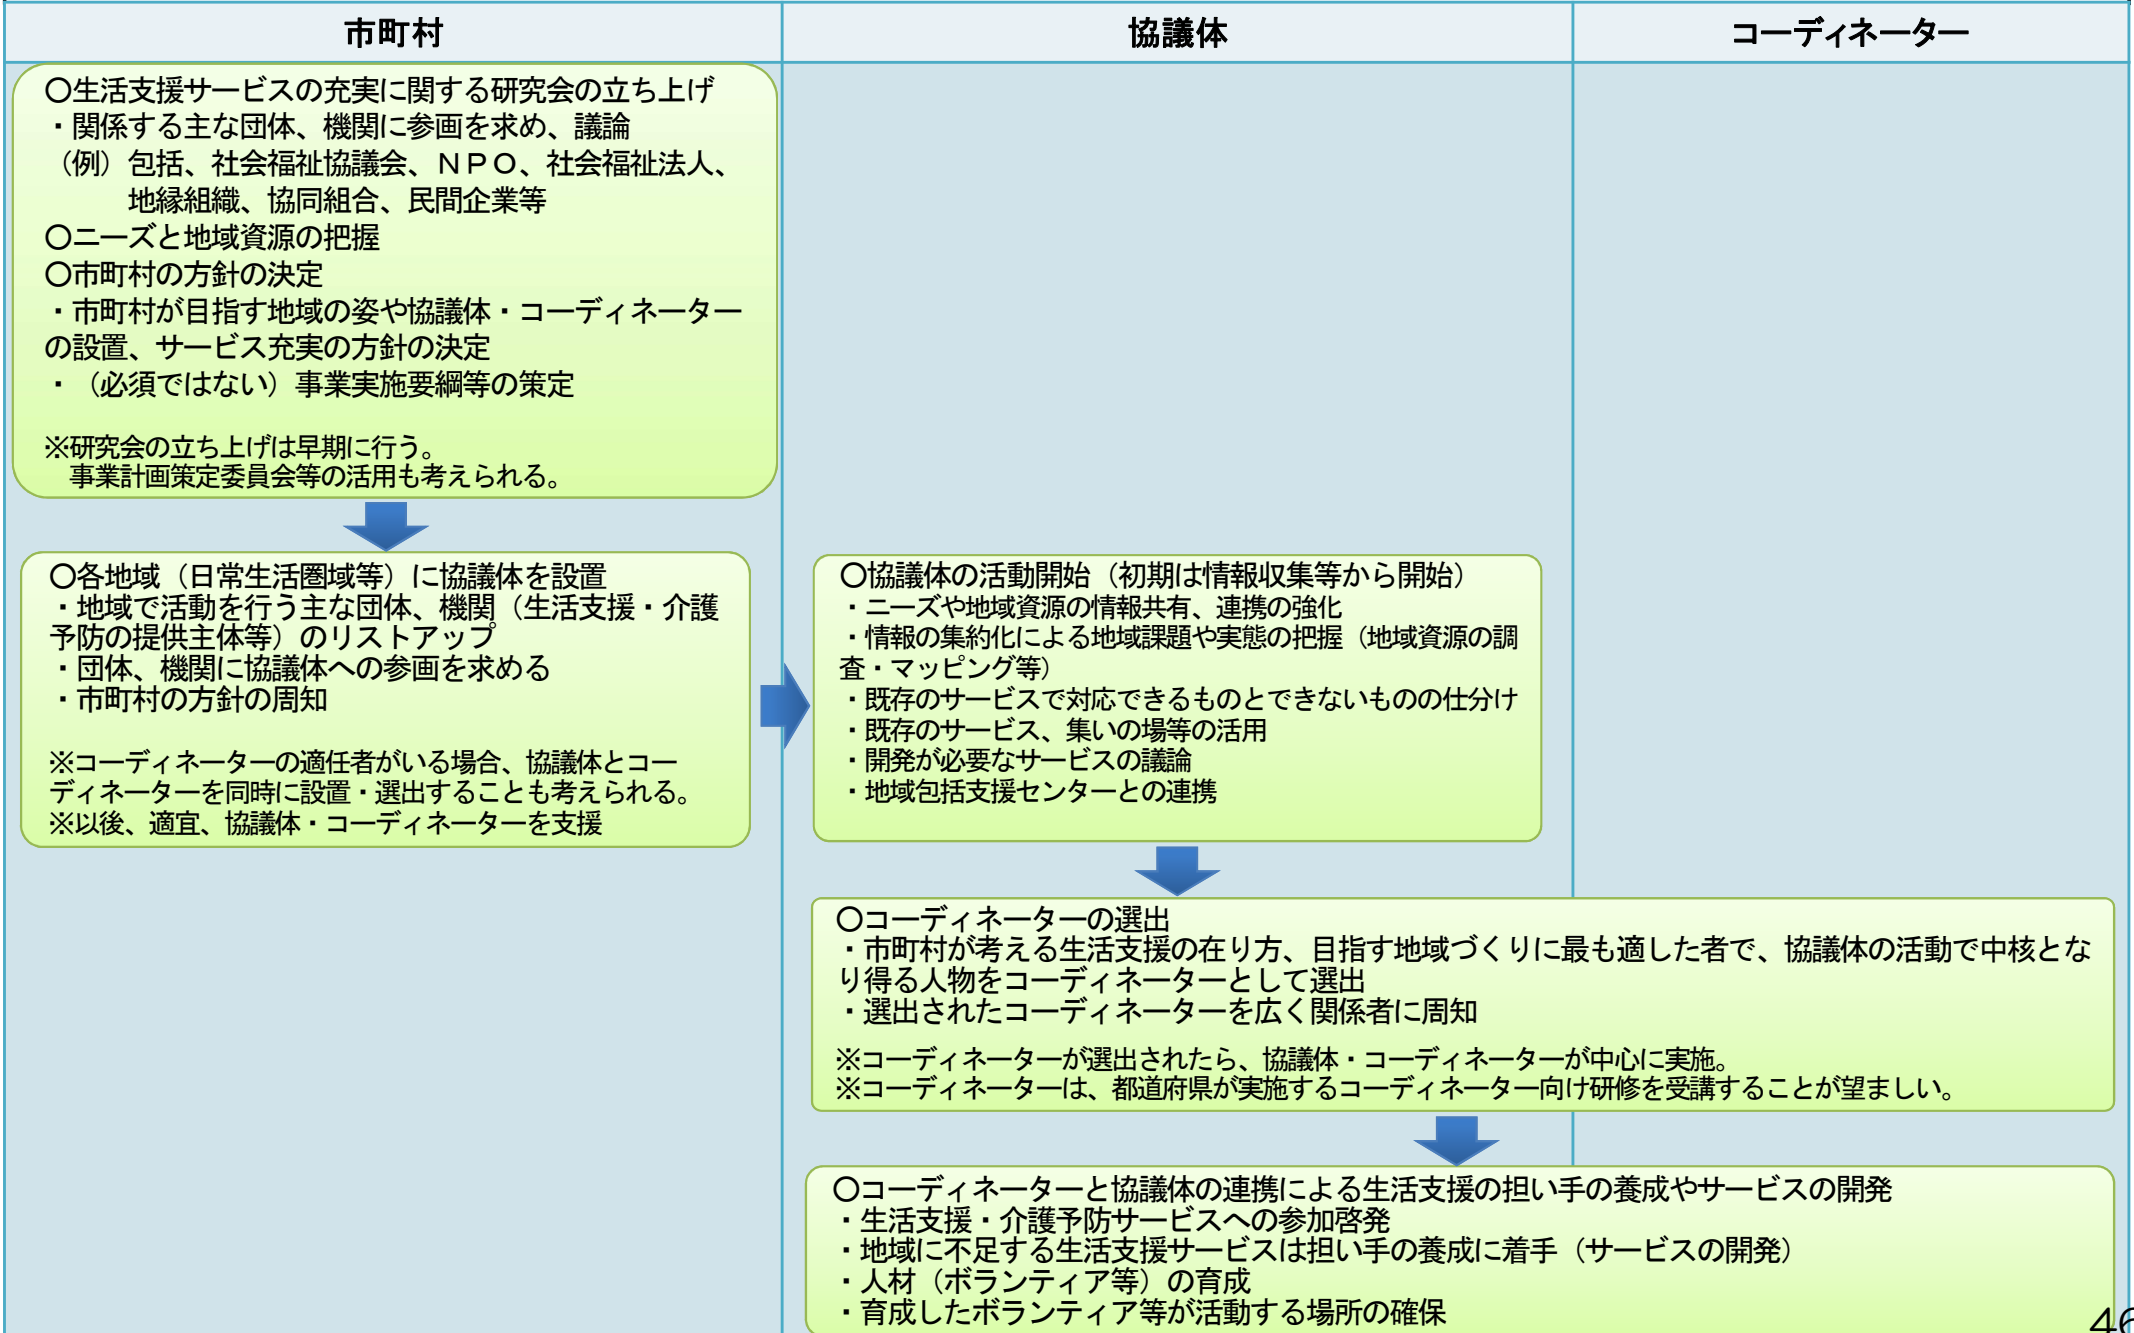 市町村
協議体
コーディネーター
〇生活支援サービスの充実に関する研究会の立ち上げ
・関係する主な団体、機関に参画を求め、議論
（例）包括、社会福祉協議会、ＮＰＯ、社会福祉法人、
地縁組織、協同組合、民間企業等
〇ニーズと地域資源の把握
〇市町村の方針の決定
・市町村が目指す地域の姿や協議体・コーディネーター
の設置、サービス充実の方針の決定
・（必須ではない）事業実施要綱等の策定
※研究会の立ち上げは早期に行う。
事業計画策定委員会等の活用も考えられる。
〇各地域（日常生活圏域等）に協議体を設置
・地域で活動を行う主な団体、機関（生活支援・介護
予防の提供主体等）のリストアップ
・団体、機関に協議体への参画を求める
・市町村の方針の周知
※コーディネーターの適任者がいる場合、協議体とコー
ディネーターを同時に設置・選出することも考えられる。
※以後、適宜、協議体・コーディネーターを支援
〇協議体の活動開始（初期は情報収集等から開始）
・ニーズや地域資源の情報共有、連携の強化
・情報の集約化による地域課題や実態の把握（地域資源の調
査・マッピング等）
・既存のサービスで対応できるものとできないものの仕分け
・既存のサービス、集いの場等の活用
・開発が必要なサービスの議論
・地域包括支援センターとの連携
〇コーディネーターの選出
・市町村が考える生活支援の在り方、目指す地域づくりに最も適した者で、協議体の活動で中核とな
り得る人物をコーディネーターとして選出
・選出されたコーディネーターを広く関係者に周知
※コーディネーターが選出されたら、協議体・コーディネーターが中心に実施。
※コーディネーターは、都道府県が実施するコーディネーター向け研修を受講することが望ましい。
〇コーディネーターと協議体の連携による生活支援の担い手の養成やサービスの開発
・生活支援・介護予防サービスへの参加啓発
・地域に不足する生活支援サービスは担い手の養成に着手（サービスの開発）
・人材（ボランティア等）の育成
・育成したボランティア等が活動する場所の確保
46